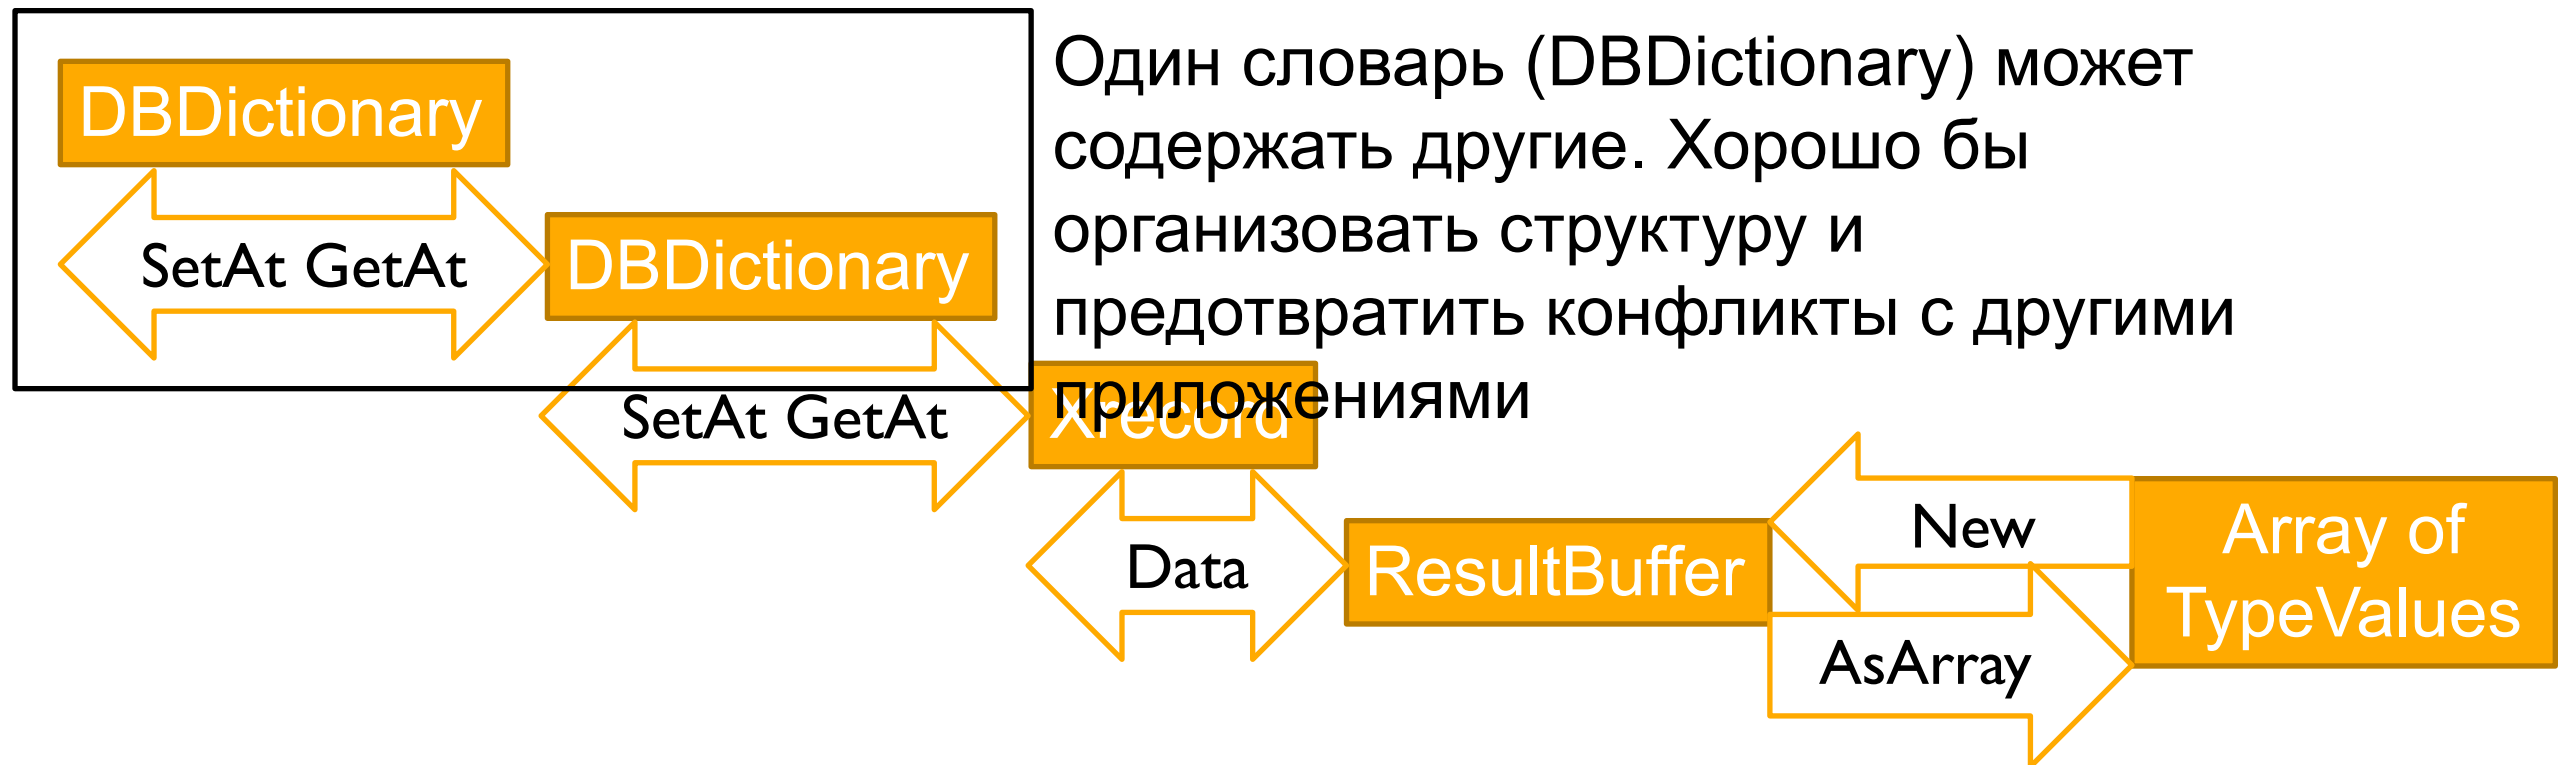 DBDictionary
SetAt GetAt
DBDictionary
SetAt GetAt
Один словарь (DBDictionary) может
содержать другие. Хорошо бы
организовать структуру и
предотвратить конфликты с другими
приложениями
Xrecord
Data
ResultBuffer
New
AsArray
Array of
TypeValues